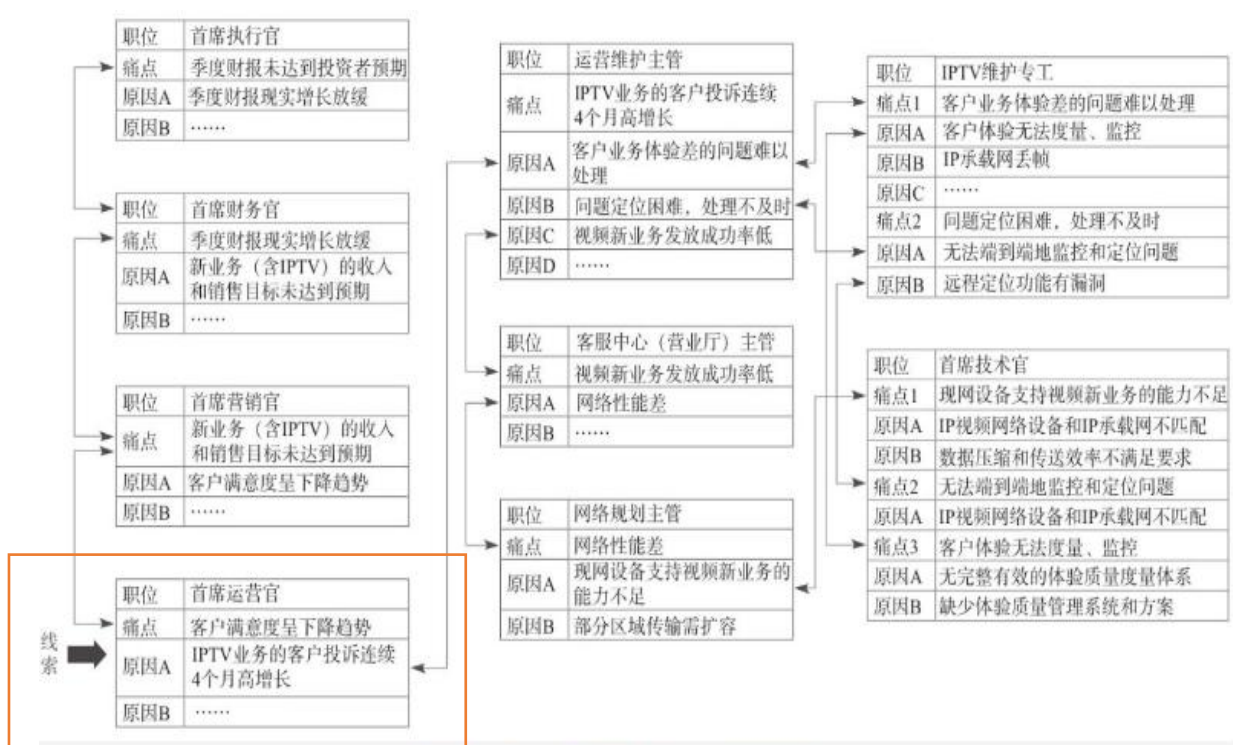 职位 首席执行官
痛点 季度财报未达到投资者预期
原因A 季度财报现实增长放缓
原因B ……
职位 首席财务官
痛点 季度财报现实增长放缓
原因A 新业务（含IPTV）的收入
和销售目标未达到预期
原因B ……
职位 首席营销官
痛点 新业务（含IPTV）的收入
和销售目标未达到预期
原因A 客户满意度呈下降趋势
原因B ……
线
索
职位 首席运营官
痛点 客户满意度呈下降趋势
原因A IPTV业务的客户投诉连续
4个月高增长
原因B ……
职位 运营维护主管
痛点 IPTV业务的客户投诉连续
4个月高增长
原因A 客户业务体验差的问题难以
处理
原因B 问题定位困难，处理不及时
原因C 视频新业务发放成功率低
原因D ……
职位 客服中心（营业厅）主管
痛点 视频新业务发放成功率低
原因A 网络性能差
原因B ……
职位 网络规划主管
痛点 网络性能差
原因A 现网设备支持视频新业务的
能力不足
原因B 部分区域传输需扩容
职位 IPTV维护专工
痛点1 客户业务体验差的问题难以处理
原因A 客户体验无法度量、监控
原因B IP承载网丢帧
原因C ……
痛点2 问题定位困难，处理不及时
原因A 无法端到端地监控和定位问题
原因B 远程定位功能有漏洞
职位 首席技术官
痛点1 现网设备支持视频新业务的能力不足
原因A IP视频网络设备和IP承载网不匹配
原因B 数据压缩和传送效率不满足要求
痛点2 无法端到端地监控和定位问题
原因A IP视频网络设备和IP承载网不匹配
痛点3 客户体验无法度量、监控
原因A 无完整有效的体验质量度量体系
原因B 缺少体验质量管理系统和方案